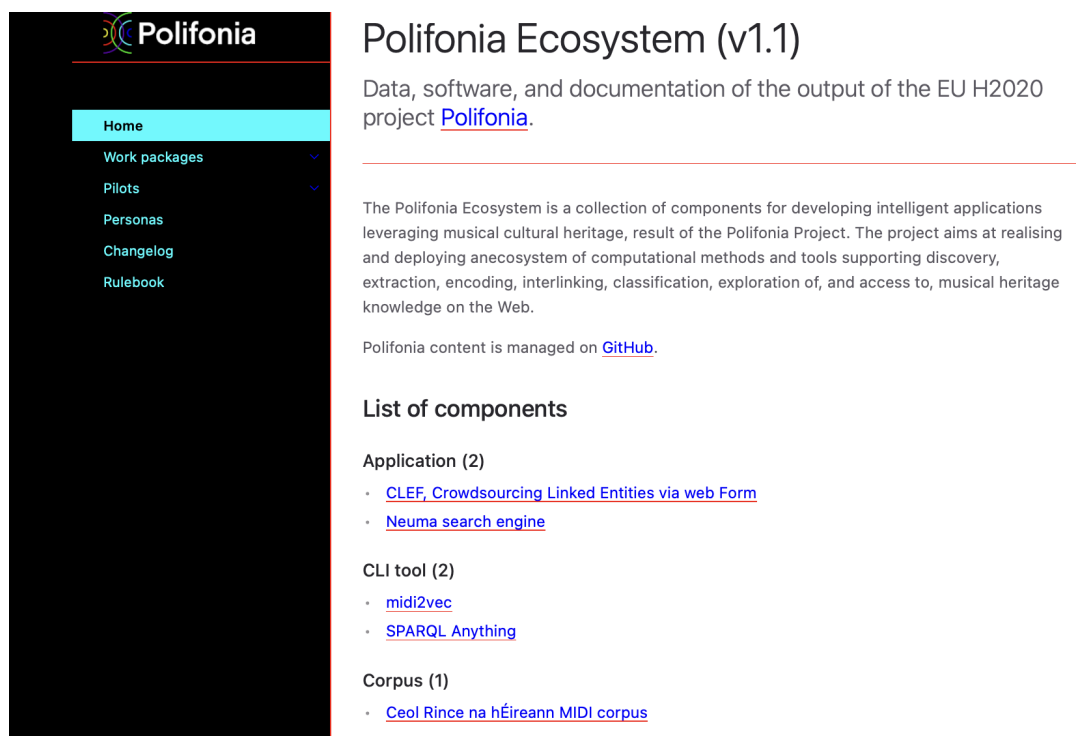 Polifonia
Home
Work packages
Pilots
Personas
Changelog
Rulebook
Polifonia Ecosystem (v1.1)
Data, software, and documentation of the output of the EU H2020
project Polifonia.
The Polifonia Ecosystem is a collection of components for developing intelligent applications
leveraging musical cultural heritage, result of the Polifonia Project. The project aims at realising
and deploying anecosystem of computational methods and tools supporting discovery,
extraction, encoding, interlinking, classification, exploration of, and access to, musical heritage
knowledge on the Web.
Polifonia content is managed on GitHub.
List of components
Application (2)
• CLEF, Crowdsourcing Linked Entities via web Form
• Neuma search engine
CLI tool (2)
• midi2vec
• SPARQL Anything
Corpus (1)
• Ceol Rince na hÉireann MIDI corpus